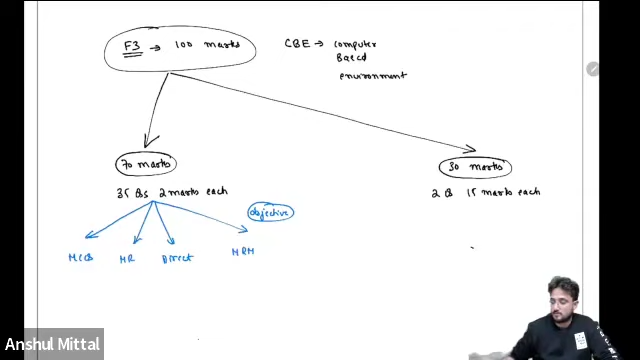 F3 → 100 marks
CBE → Computer
Based
environment
70 marks
30 marks
35 Qs 2 marks each
2 Qs 15 marks each
objective
MCQ
MR
Direct
MRM
Anshul Mittal